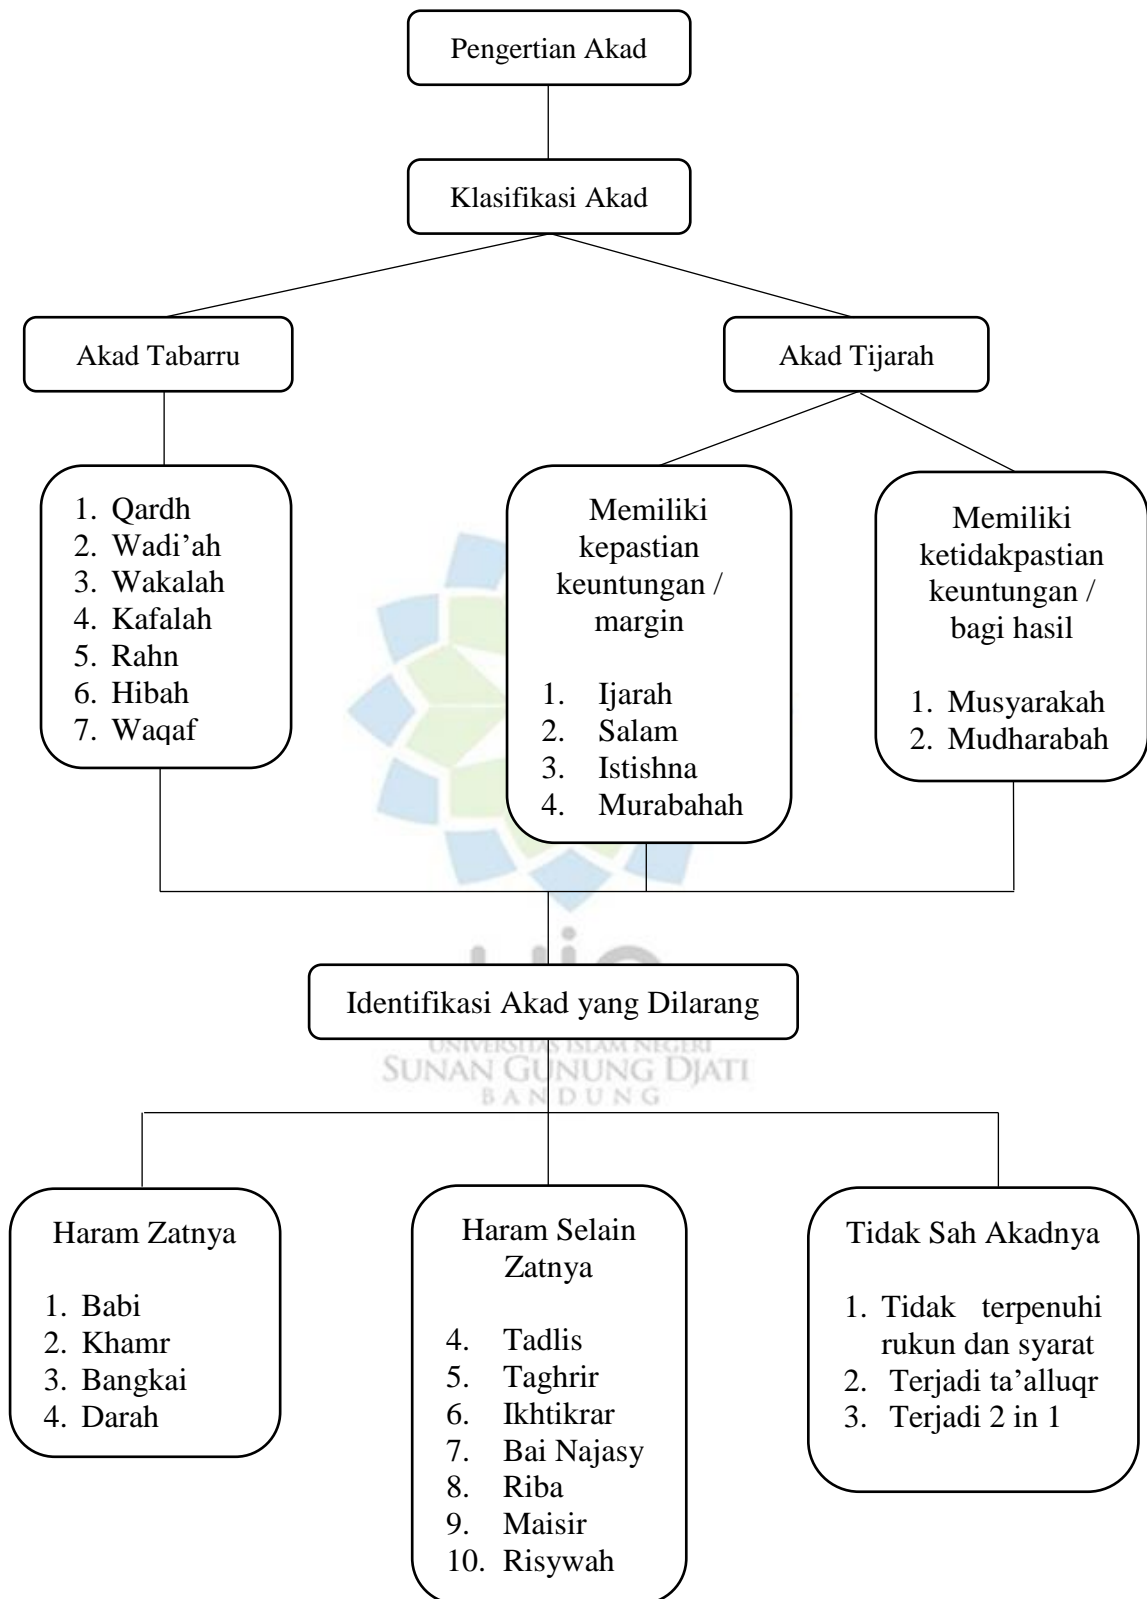 Pengertian Akad
Klasifikasi Akad
Akad Tabarru
Akad Tijarah
1. Qardh
2. Wadi’ah
3. Wakalah
4. Kafalah
5. Rahn
6. Hibah
7. Waqaf
Memiliki
kepastian
keuntungan /
margin
1. Ijarah
2. Salam
3. Istishna
4. Murabahah
Memiliki
ketidakpastian
keuntungan /
bagi hasil
1. Musyarakah
2. Mudharabah
Identifikasi Akad yang Dilarang
UNIVERSITAS ISLAM NEGERI
SUNAN GUNUNG DJATI
BANDUNG
Haram Zatnya
1. Babi
2. Khamr
3. Bangkai
4. Darah
Haram Selain
Zatnya
4. Tadlis
5. Taghrir
6. Ikhtikrar
7. Bai Najasy
8. Riba
9. Maisir
10. Risywah
Tidak Sah Akadnya
1. Tidak terpenuhi
rukun dan syarat
2. Terjadi ta’alluqr
3. Terjadi 2 in 1